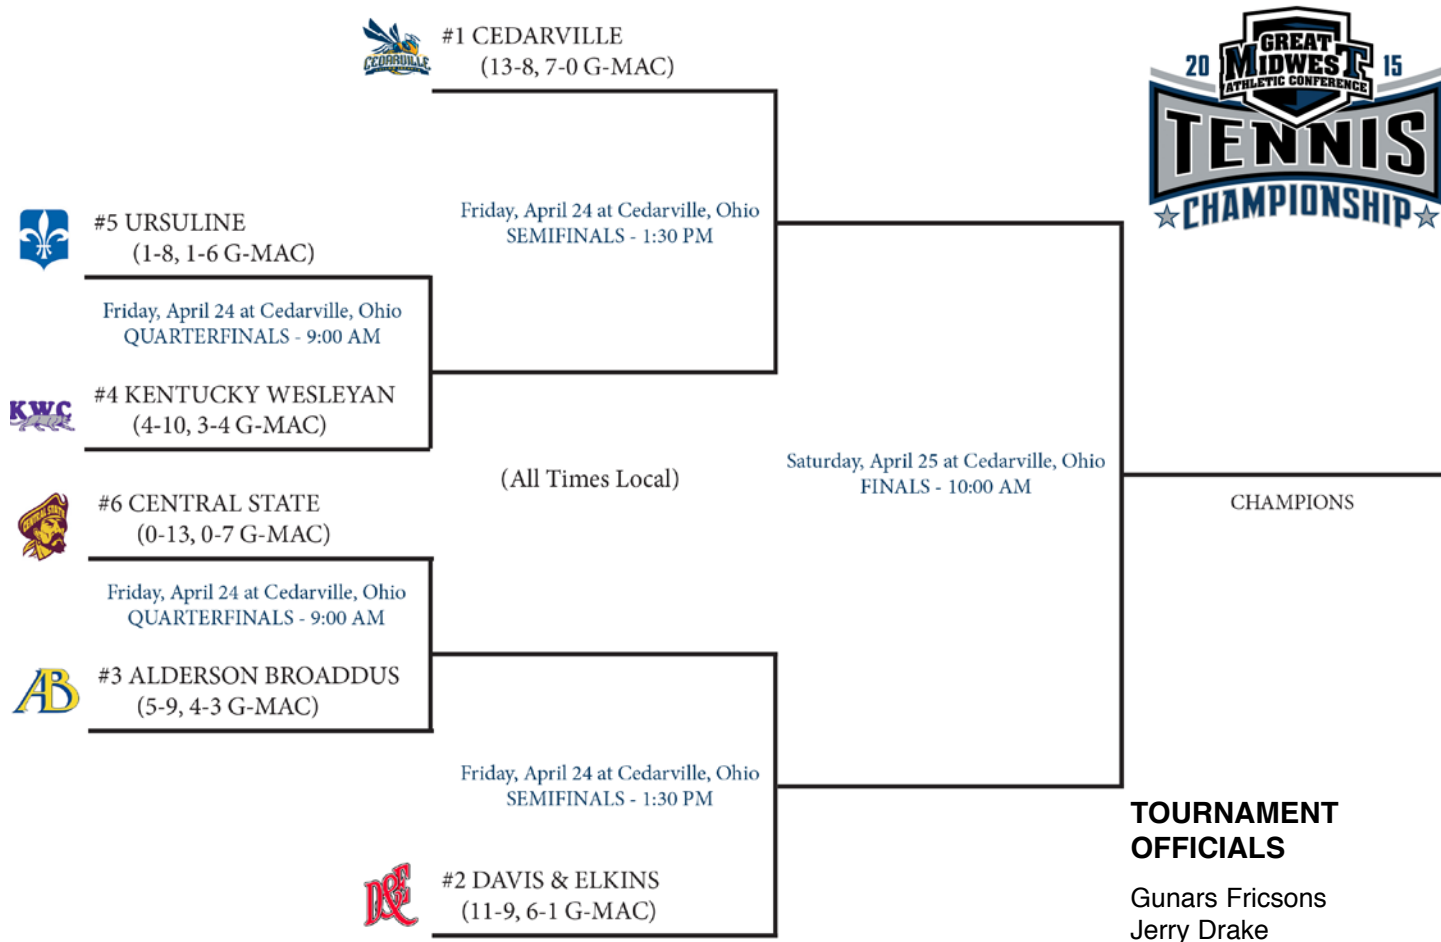 #1 CEDARVILLE
(13-8, 7-0 G-MAC)
CEDARVILLE
20 GREAT 15
MIDWEST
ATHLETIC CONFERENCE
TENNIS
CHAMPIONSHIP
#5 URSULINE
(1-8, 1-6 G-MAC)
Friday, April 24 at Cedarville, Ohio
SEMIFINALS - 1:30 PM
Friday, April 24 at Cedarville, Ohio
QUARTERFINALS - 9:00 AM
KWC
#4 KENTUCKY WESLEYAN
(4-10, 3-4 G-MAC)
(All Times Local)
Saturday, April 25 at Cedarville, Ohio
FINALS - 10:00 AM
CHAMPIONS
CENTRAL STATE
#6 CENTRAL STATE
(0-13, 0-7 G-MAC)
Friday, April 24 at Cedarville, Ohio
QUARTERFINALS - 9:00 AM
AB
#3 ALDERSON BROADDUS
(5-9, 4-3 G-MAC)
Friday, April 24 at Cedarville, Ohio
SEMIFINALS - 1:30 PM
D&E
#2 DAVIS & ELKINS
(11-9, 6-1 G-MAC)
TOURNAMENT
OFFICIALS
Gunars Fricsons
Jerry Drake